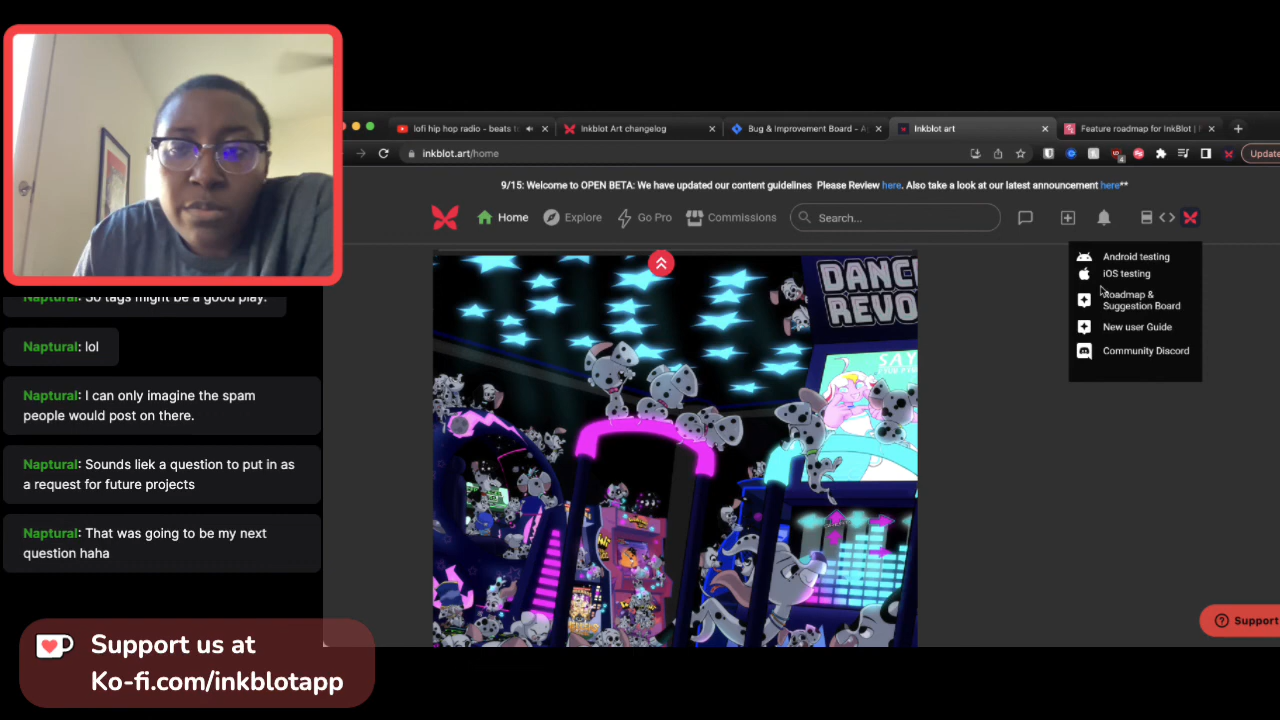 lofi hip hop radio - beats to
Inkblot Art changelog
Bug & Improvement Board - A
Inkblot art
Feature roadmap for InkBlot |
inkblot.art/home
4
Update
9/15: Welcome to OPEN BETA: We have updated our content guidelines Please Review here. Also take a look at our latest announcement here**
Home
Explore
Go Pro
Commissions
Search...
Android testing
iOS testing
Roadmap &
Suggestion Board
New user Guide
Community Discord
DANC
REVO
SAY
Naptural: So tags might be a good play.
Naptural: lol
Naptural: I can only imagine the spam
people would post on there.
Naptural: Sounds liek a question to put in as
a request for future projects
Naptural: That was going to be my next
question haha
Support us at
Ko-fi.com/inkblotapp
Support